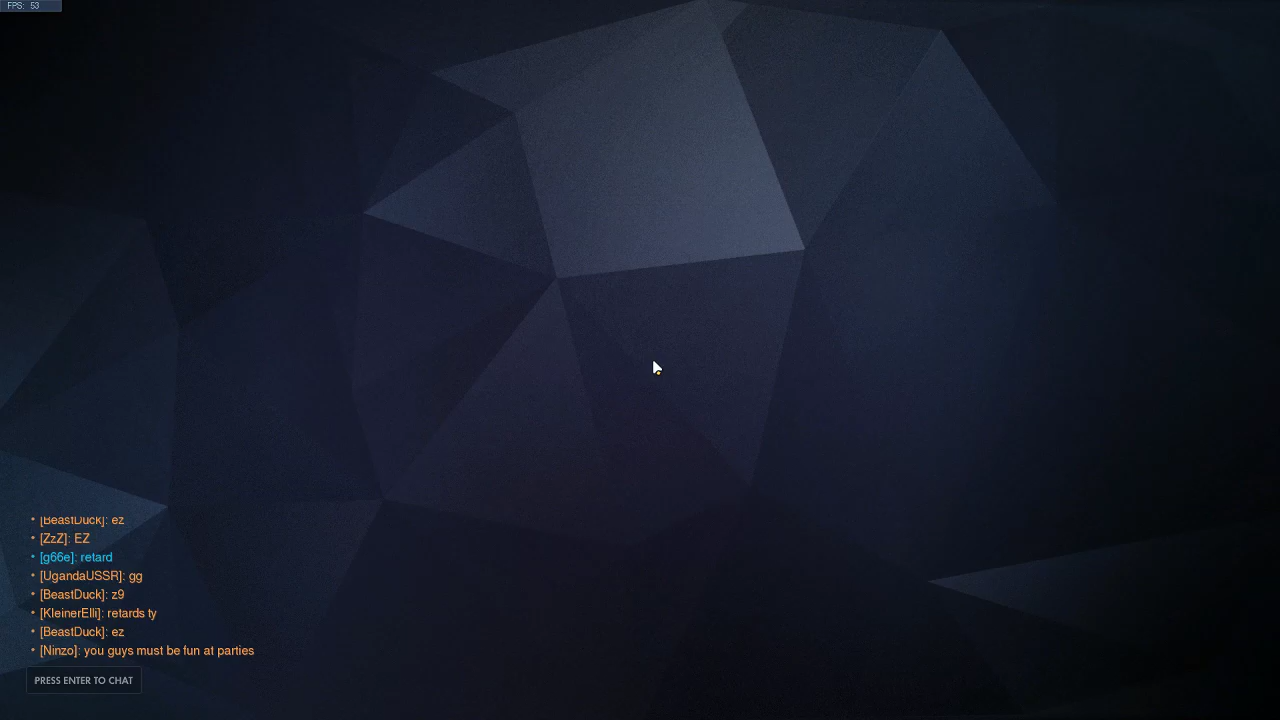 FPS: 53
• [BeastDuck]: ez
• [ZzZ]: EZ
• [g66e]: retard
• [UgandaUSSR]: gg
• [BeastDuck]: z9
• [KleinerElli]: retards ty
• [BeastDuck]: ez
• [Ninzo]: you guys must be fun at parties
PRESS ENTER TO CHAT